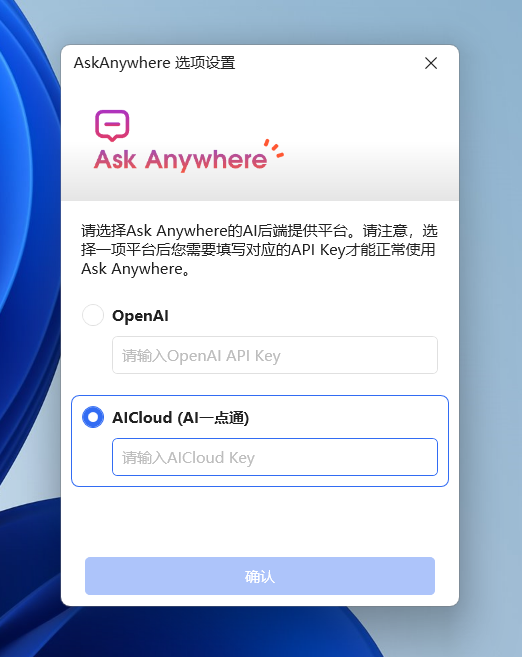 AskAnywhere 选项设置
Ask Anywhere
请选择Ask Anywhere的AI后端提供平台。请注意，选
择一项平台后您需要填写对应的API Key才能正常使用
Ask Anywhere。
OpenAI
请输入OpenAI API Key
AICloud (AI一点通)
请输入AICloud Key
确认